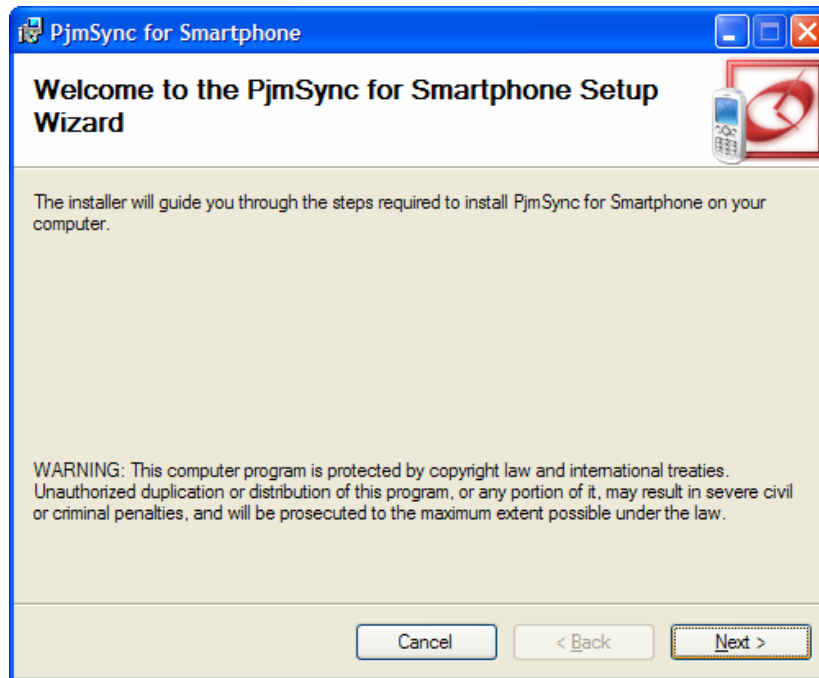 PjmSync for Smartphone
Welcome to the PjmSync for Smartphone Setup
Wizard
The installer will guide you through the steps required to install PjmSync for Smartphone on your
computer.
WARNING: This computer program is protected by copyright law and international treaties.
Unauthorized duplication or distribution of this program, or any portion of it, may result in severe civil
or criminal penalties, and will be prosecuted to the maximum extent possible under the law.
Cancel < Back Next >